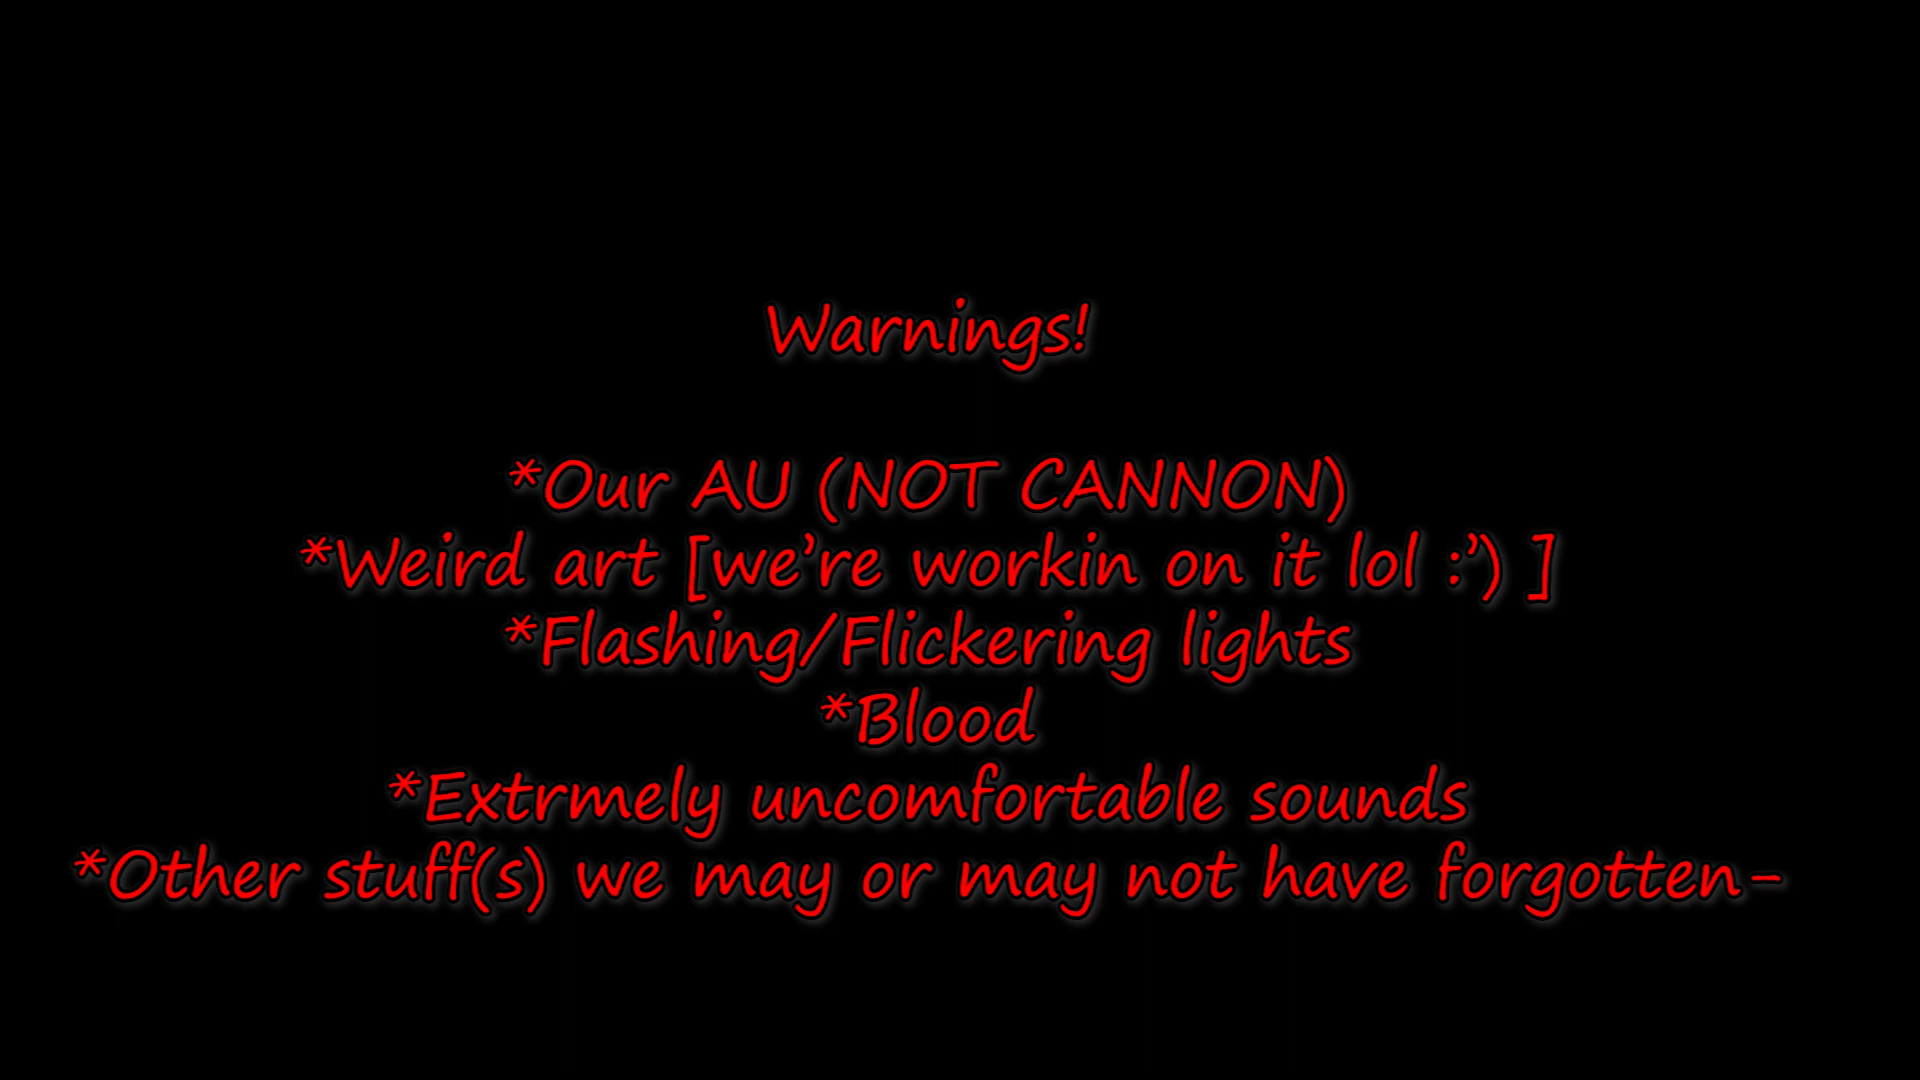 Warnings!
*Our AU (NOT CANNON)
*Weird art [we’re workin on it lol :’) ]
*Flashing/Flickering lights
*Blood
*Extrmely uncomfortable sounds
*Other stuff(s) we may or may not have forgotten-